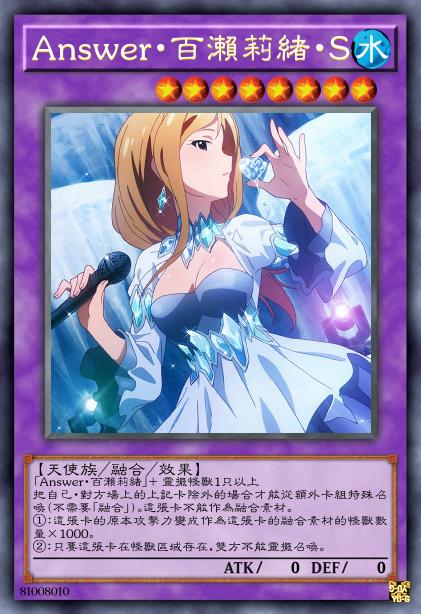 Answer・百瀬莉緒・S 水
【天使族／融合／效果】
「Answer・百瀬莉緒」+ 靈擺怪獸1只以上
把自己・對方場上的上記卡除外的場合才能從額外卡組特殊召
喚(不需要「融合」)。這張卡不能作為融合素材。
①：這張卡的原本攻擊力變成作為這張卡的融合素材的怪獸數
量×1000。
②：只要這張卡在怪獸區域存在，雙方不能靈擺召喚。
ATK/ 0 DEF/ 0
81008010